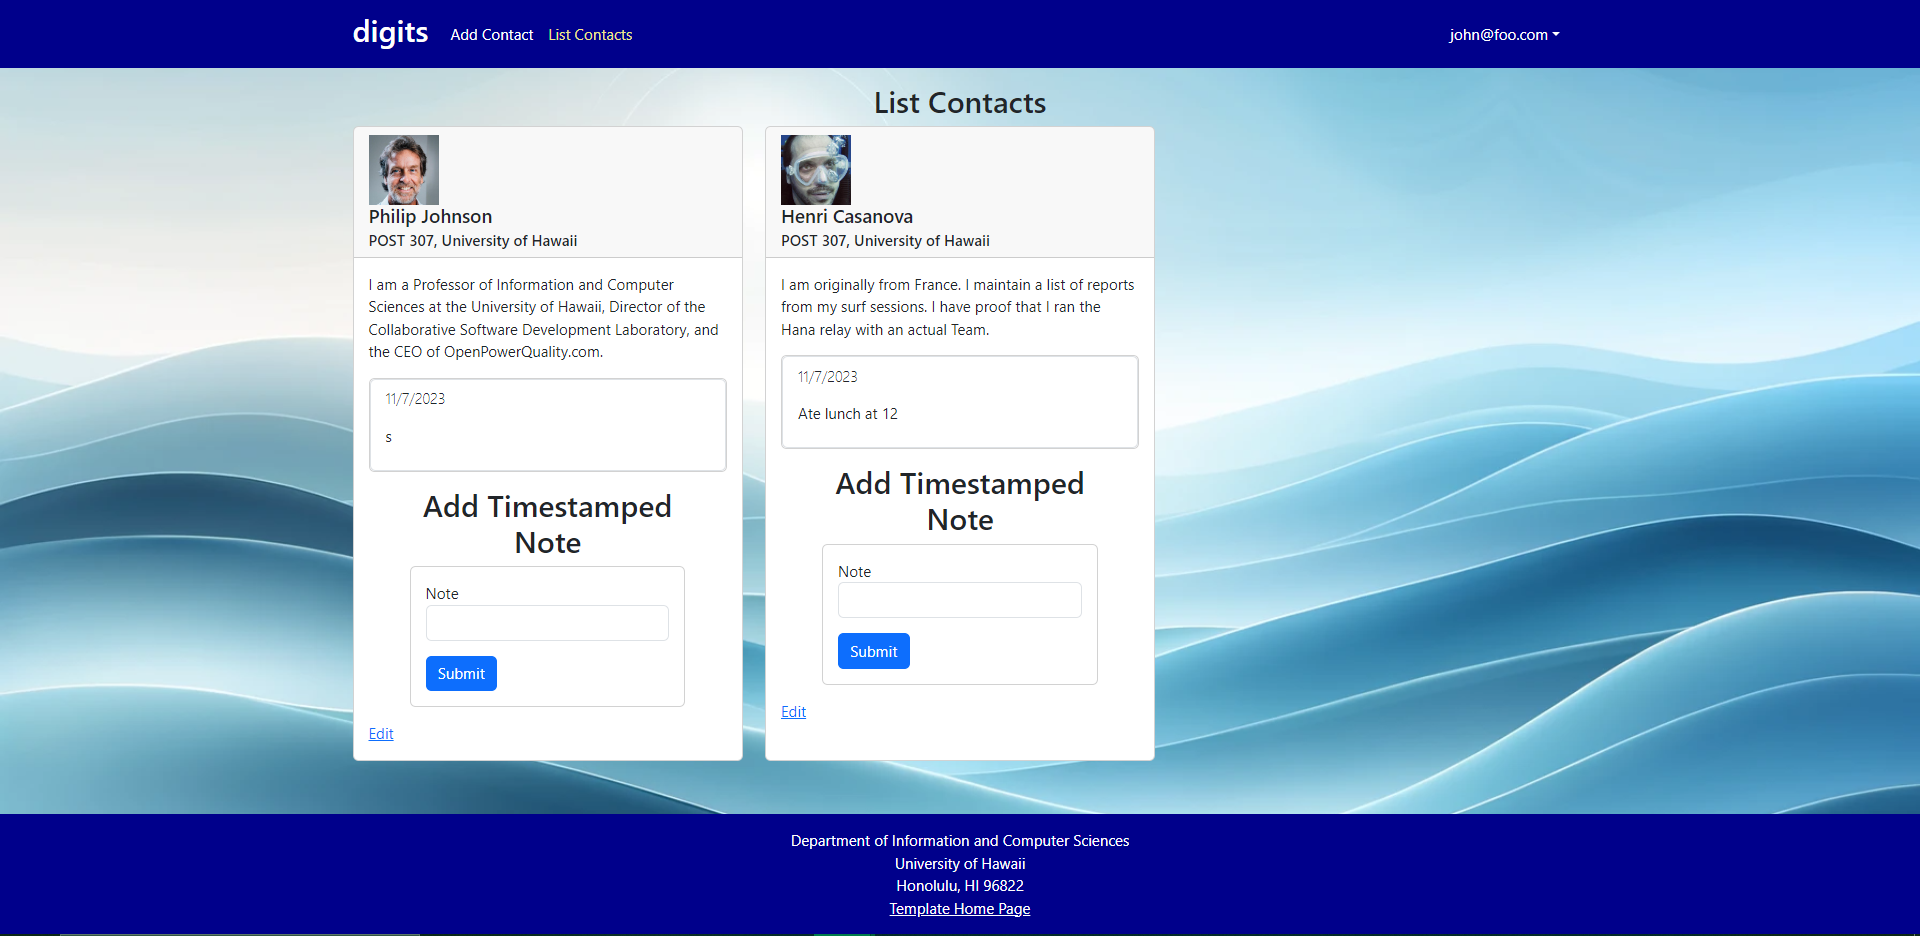 digits
Add Contact
List Contacts
john@foo.com
List Contacts
Philip Johnson
POST 307, University of Hawaii
I am a Professor of Information and Computer
Sciences at the University of Hawaii, Director of the
Collaborative Software Development Laboratory, and
the CEO of OpenPowerQuality.com.
11/7/2023
s
Add Timestamped
Note
Note
Submit
Edit
Henri Casanova
POST 307, University of Hawaii
I am originally from France. I maintain a list of reports
from my surf sessions. I have proof that I ran the
Hana relay with an actual Team.
11/7/2023
Ate lunch at 12
Add Timestamped
Note
Note
Submit
Edit
Department of Information and Computer Sciences
University of Hawaii
Honolulu, HI 96822
Template Home Page